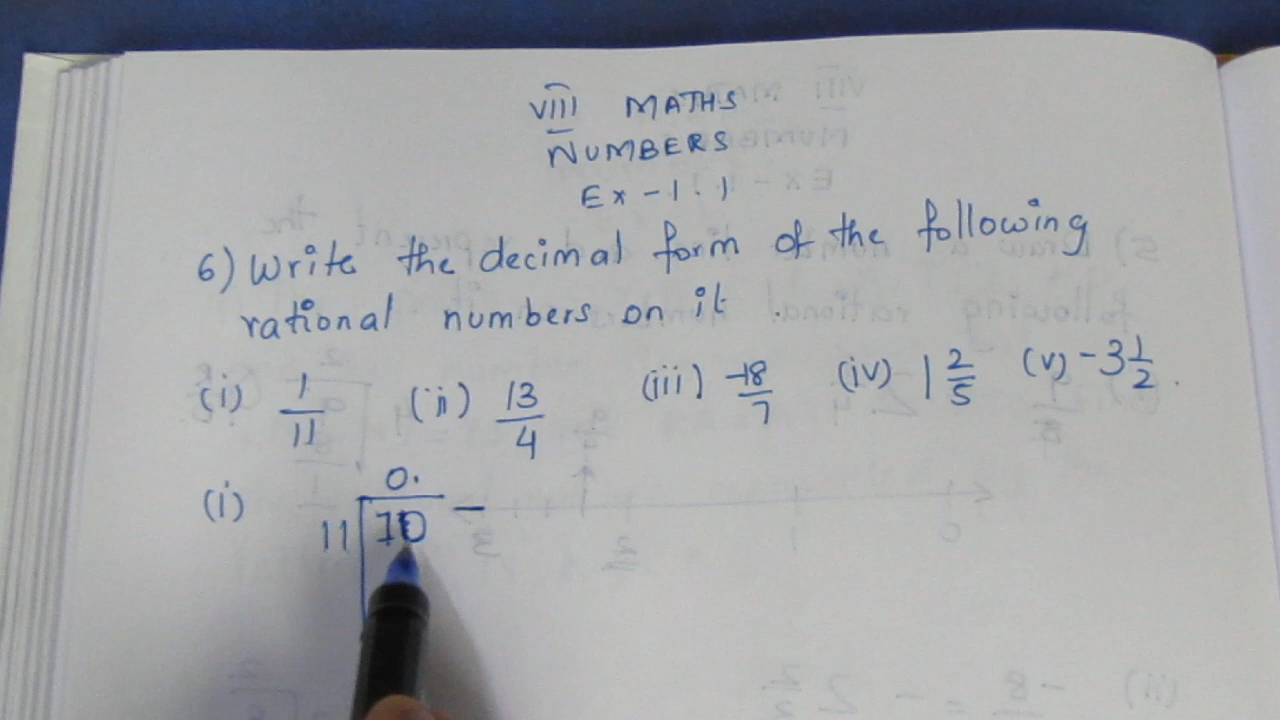 VIII MATHS
NUMBERS
Ex - 1.1
6) Write the decimal form of the following
rational numbers on it.
(i) 1/11 (ii) 13/4 (iii) -18/7 (iv) 1 2/5 (v) -3 1/2.
(i) 0.
11 10